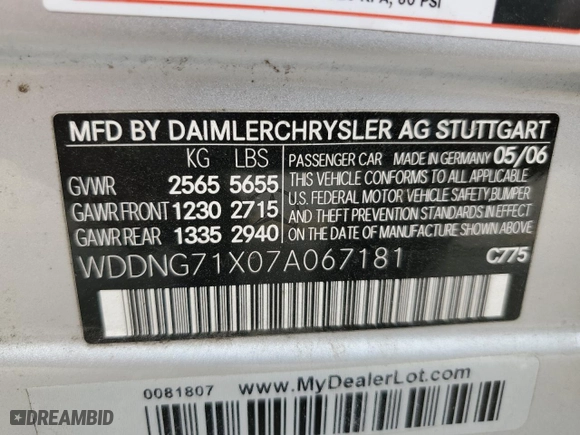 PSI
MFD BY DAIMLERCHRYSLER AG STUTTGART
KG LBS
GVWR 2565 5655
GAWR FRONT 1230 2715
GAWR REAR 1335 2940
PASSENGER CAR MADE IN GERMANY 05/06
THIS VEHICLE CONFORMS TO ALL APPLICABLE
U.S. FEDERAL MOTOR VEHICLE SAFETY, BUMPER
AND THEFT PREVENTION STANDARDS IN EFFECT
ON THE DATE OF MANUFACTURE SHOWN ABOVE
WDDNG71X07A067181
C775
0081807 www.MyDealerLot.com
DREAMBID